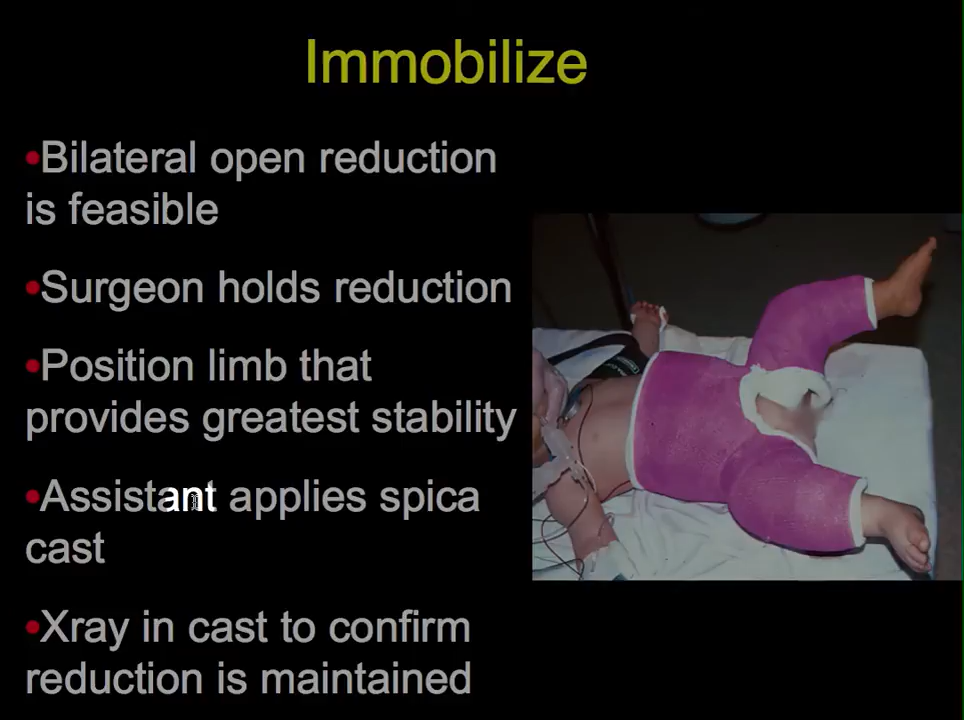 Immobilize
•Bilateral open reduction
is feasible
•Surgeon holds reduction
•Position limb that
provides greatest stability
•Assistant applies spica
cast
•Xray in cast to confirm
reduction is maintained